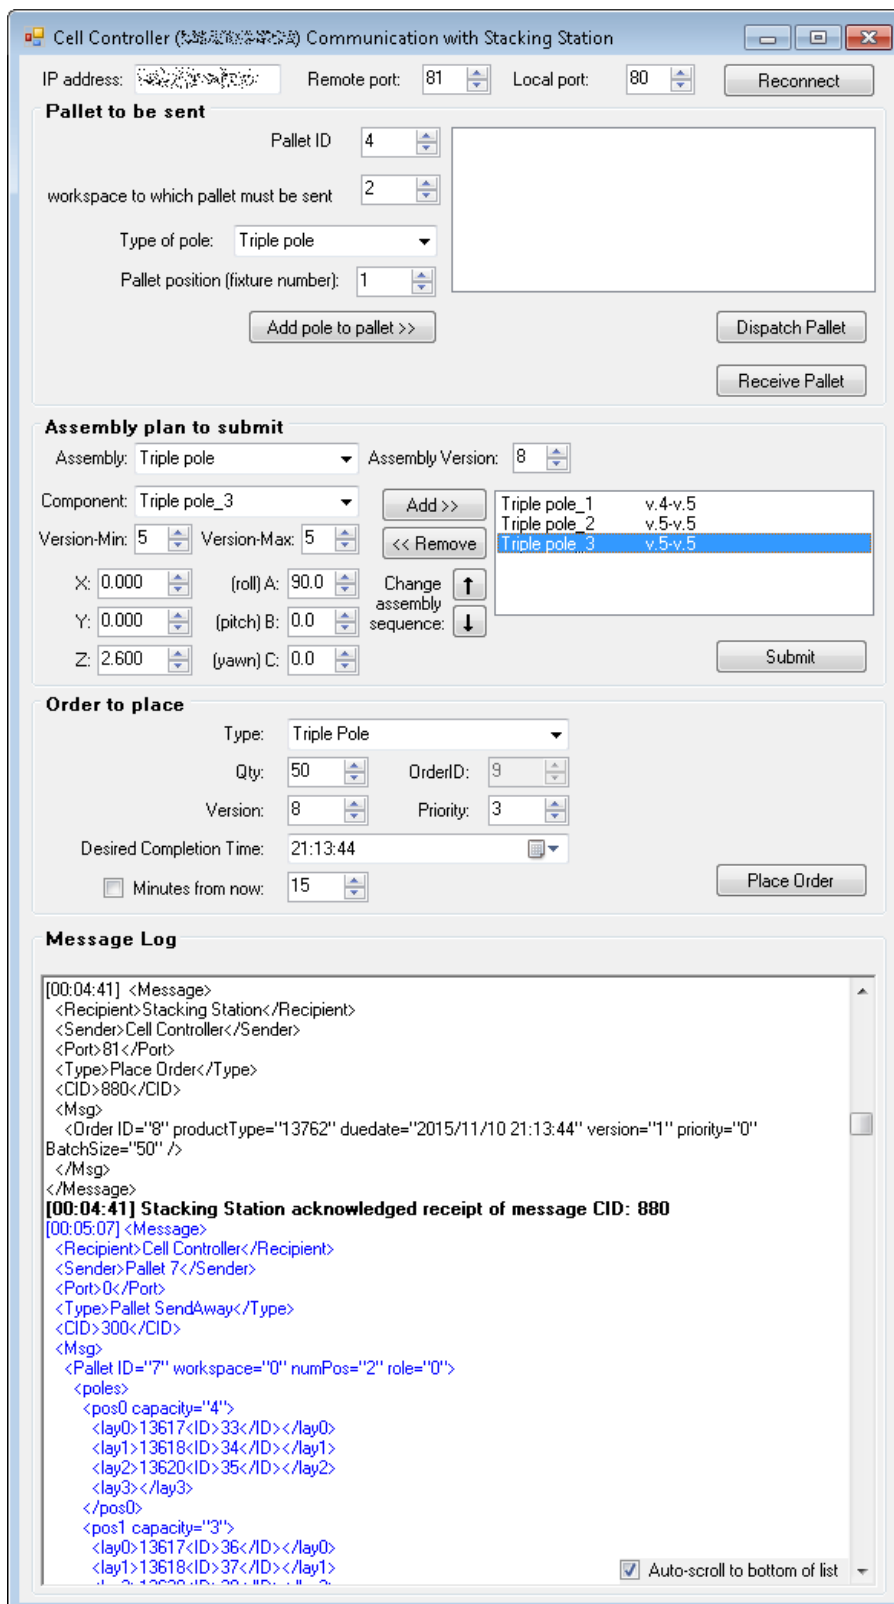 Cell Controller ( ) Communication with Stacking Station
IP address: Remote port: 81 Local port: 80 Reconnect
Pallet to be sent
Pallet ID 4
workspace to which pallet must be sent 2
Type of pole: Triple pole
Pallet position (fixture number): 1
Add pole to pallet >> Dispatch Pallet
Receive Pallet
Assembly plan to submit
Assembly: Triple pole Assembly Version: 8
Component: Triple pole_3 Add >> Triple pole_1 v.4-v.5
Triple pole_2 v.5-v.5
Version-Min: 5 Version-Max: 5 << Remove Triple pole_3 v.5-v.5
X: 0.000 (roll) A: 90.0 Change
assembly
Y: 0.000 (pitch) B: 0.0 sequence:
Z: 2.600 (yawn) C: 0.0 Submit
Order to place
Type: Triple Pole
Qty: 50 OrderID: 9
Version: 8 Priority: 3
Desired Completion Time: 21:13:44
Minutes from now: 15 Place Order
Message Log
[00:04:41] <Message>
<Recipient>Stacking Station</Recipient>
<Sender>Cell Controller</Sender>
<Port>81</Port>
<Type>Place Order</Type>
<CID>880</CID>
<Msg>
<Order ID="8" productType="13762" duedate="2015/11/10 21:13:44" version="1" priority="0"
BatchSize="50" />
</Msg>
</Message>
[00:04:41] Stacking Station acknowledged receipt of message CID: 880
[00:05:07] <Message>
<Recipient>Cell Controller</Recipient>
<Sender>Pallet 7</Sender>
<Port>0</Port>
<Type>Pallet SendAway</Type>
<CID>300</CID>
<Msg>
<Pallet ID="7" workspace="0" numPos="2" role="0">
<poles>
<pos0 capacity="4">
<lay0>13617<ID>33</ID></lay0>
<lay1>13618<ID>34</ID></lay1>
<lay2>13620<ID>35</ID></lay2>
<lay3></lay3>
</pos0>
<pos1 capacity="3">
<lay0>13617<ID>36</ID></lay0>
<lay1>13618<ID>37</ID></lay1>
Auto-scroll to bottom of list